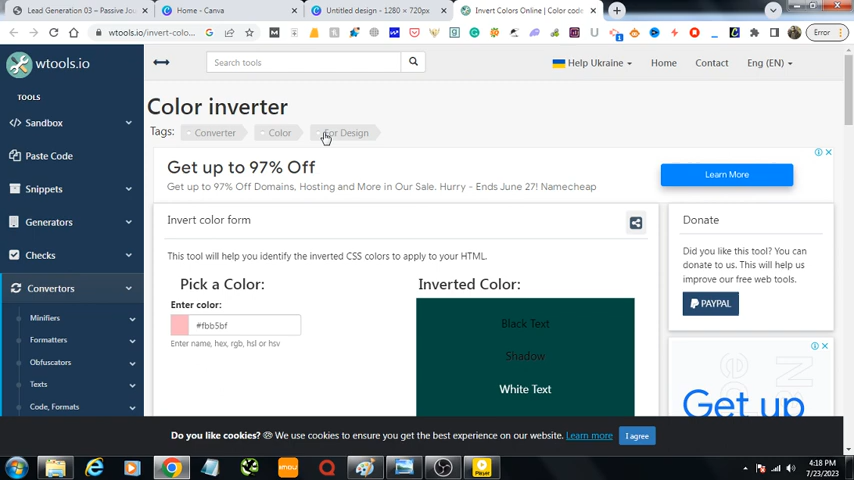 Lead Generation 03 – Passive Jou
Home - Canva
Untitled design - 1280 × 720px
Invert Colors Online | Color code
wtools.io/invert-colo
Error
wtools.io
Search tools
Help Ukraine
Home
Contact
Eng (EN)
TOOLS
Color inverter
Sandbox
Tags:
Converter
Color
For Design
Paste Code
Get up to 97% Off
Get up to 97% Off Domains, Hosting and More in Our Sale. Hurry - Ends June 27! Namecheap
Learn More
Snippets
Generators
Invert color form
Donate
Checks
This tool will help you identify the inverted CSS colors to apply to your HTML.
Did you like this tool? You can
donate to us. This will help us
improve our free web tools.
Convertors
Pick a Color:
Inverted Color:
PAYPAL
Enter color:
Minifiers
#fbb5bf
Black Text
Formatters
Enter name, hex, rgb, hsl or hsv
Shadow
Obfuscators
Texts
White Text
Code, Formats
Get up
Do you like cookies? We use cookies to ensure you get the best experience on our website. Learn more
I agree
4:18 PM
7/23/2023